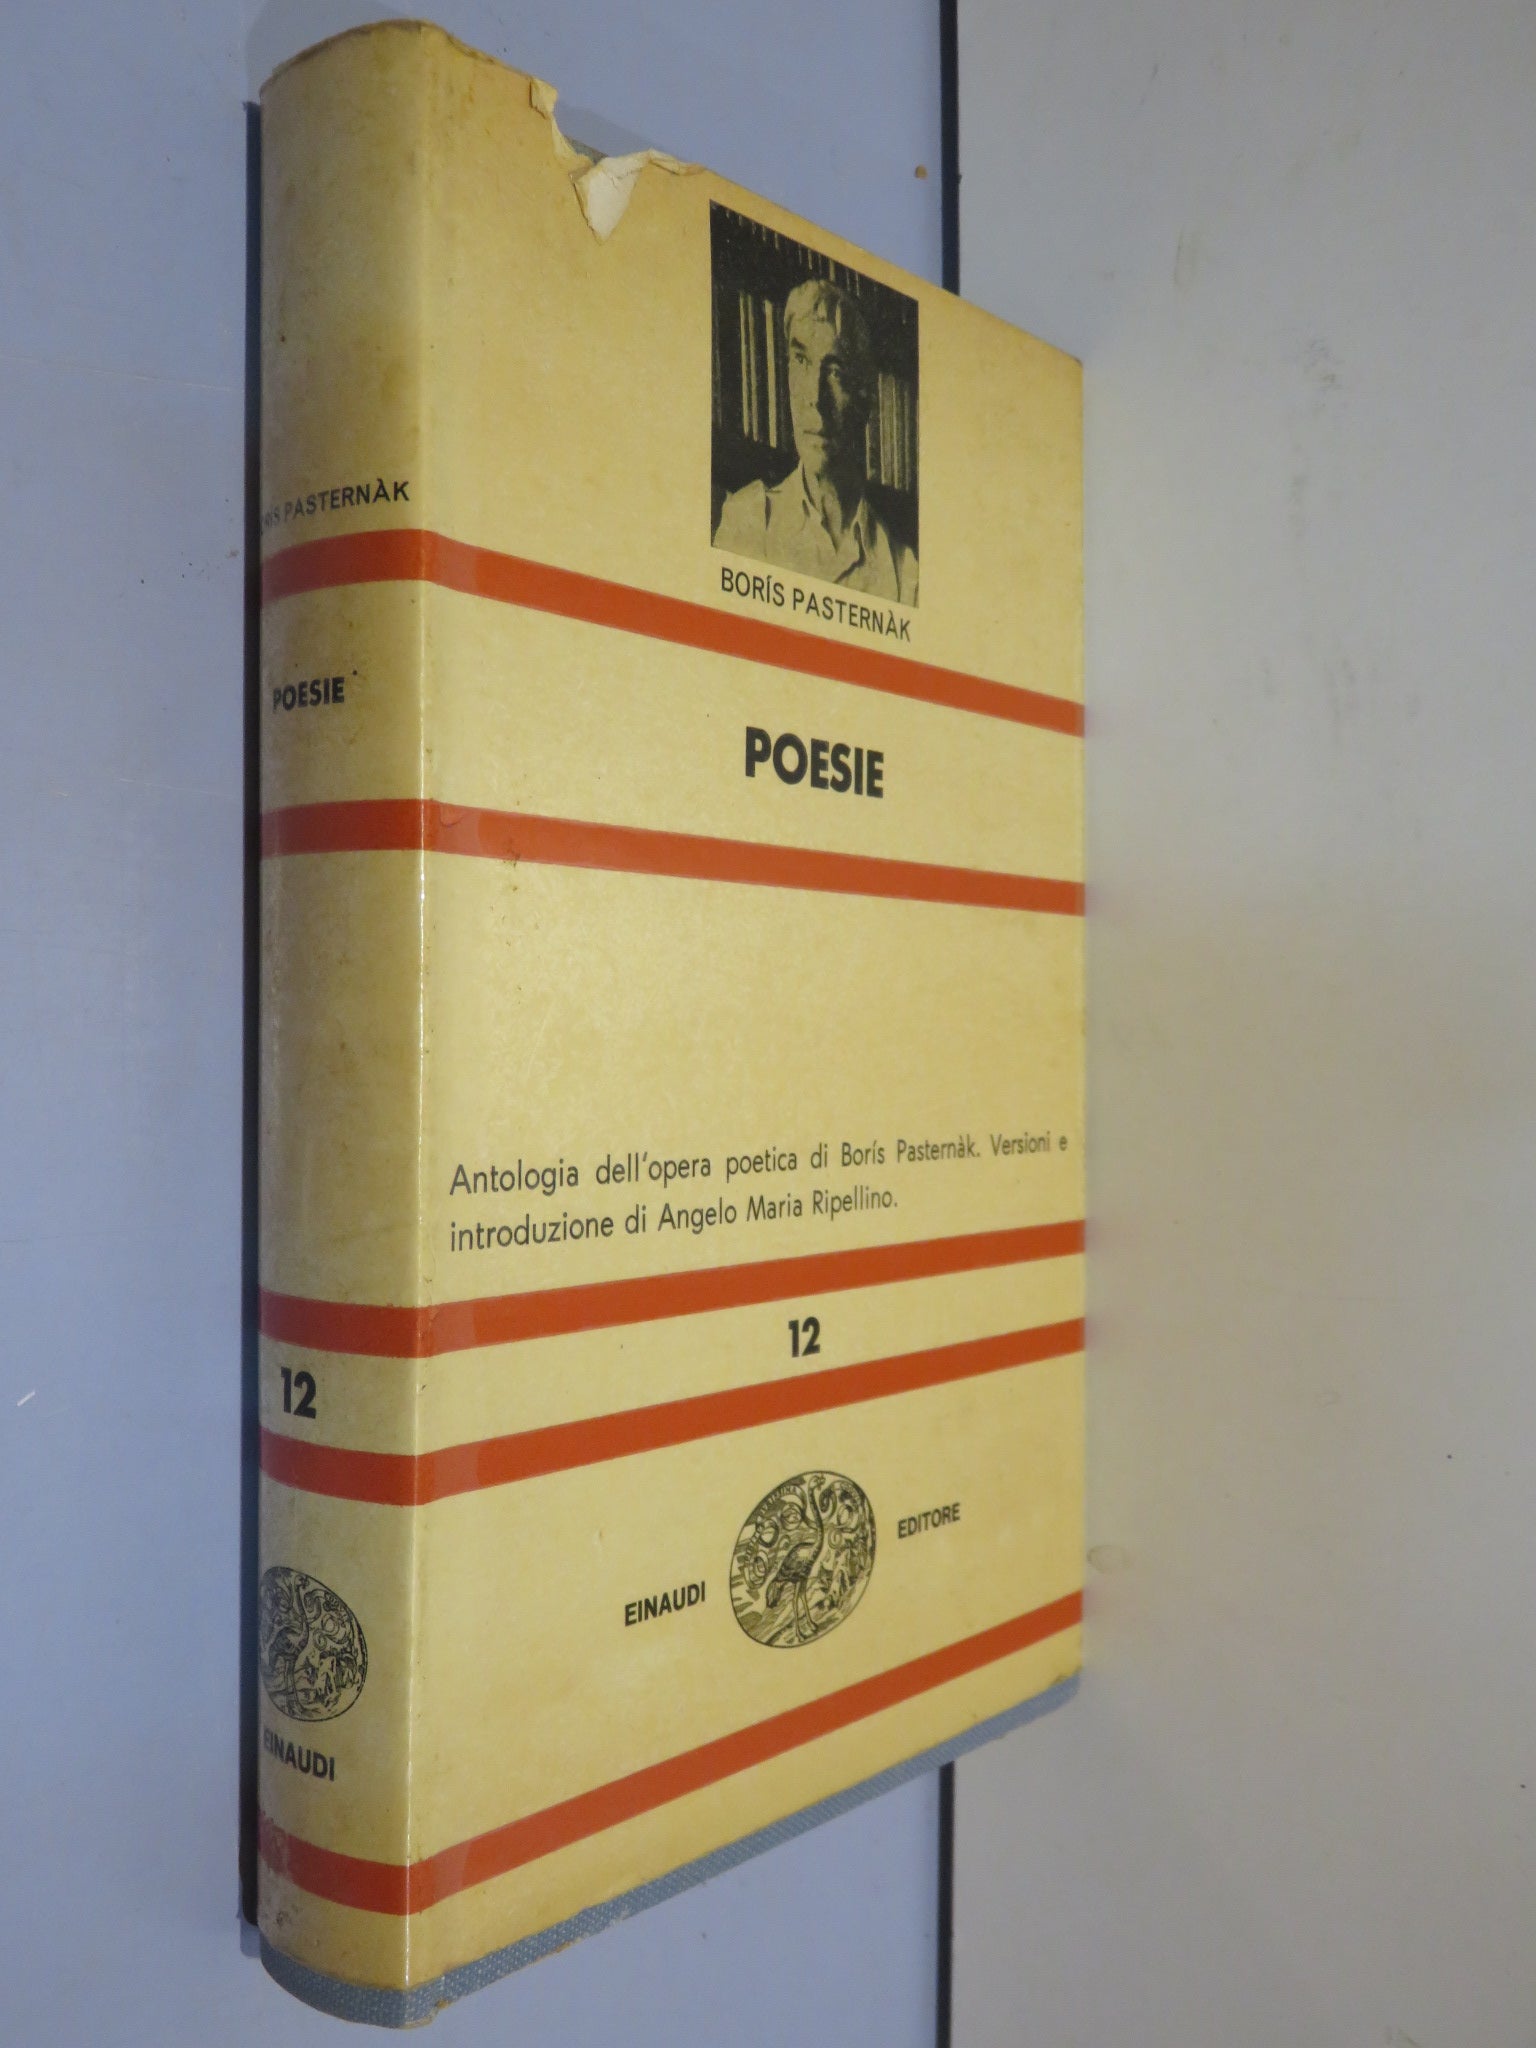 PASTERNÀK
POESIE
12
EINAUDI
BORÍS PASTERNÀK
POESIE
Antologia dell'opera poetica di Borís Pasternàk. Versioni e
introduzione di Angelo Maria Ripellino.
12
EINAUDI
EDITORE